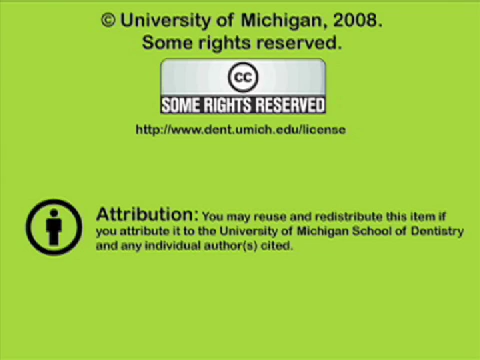 © University of Michigan, 2008.
Some rights reserved.
cc
SOME RIGHTS RESERVED
http://www.dent.umich.edu/license
Attribution: You may reuse and redistribute this item if
you attribute it to the University of Michigan School of Dentistry
and any individual author(s) cited.